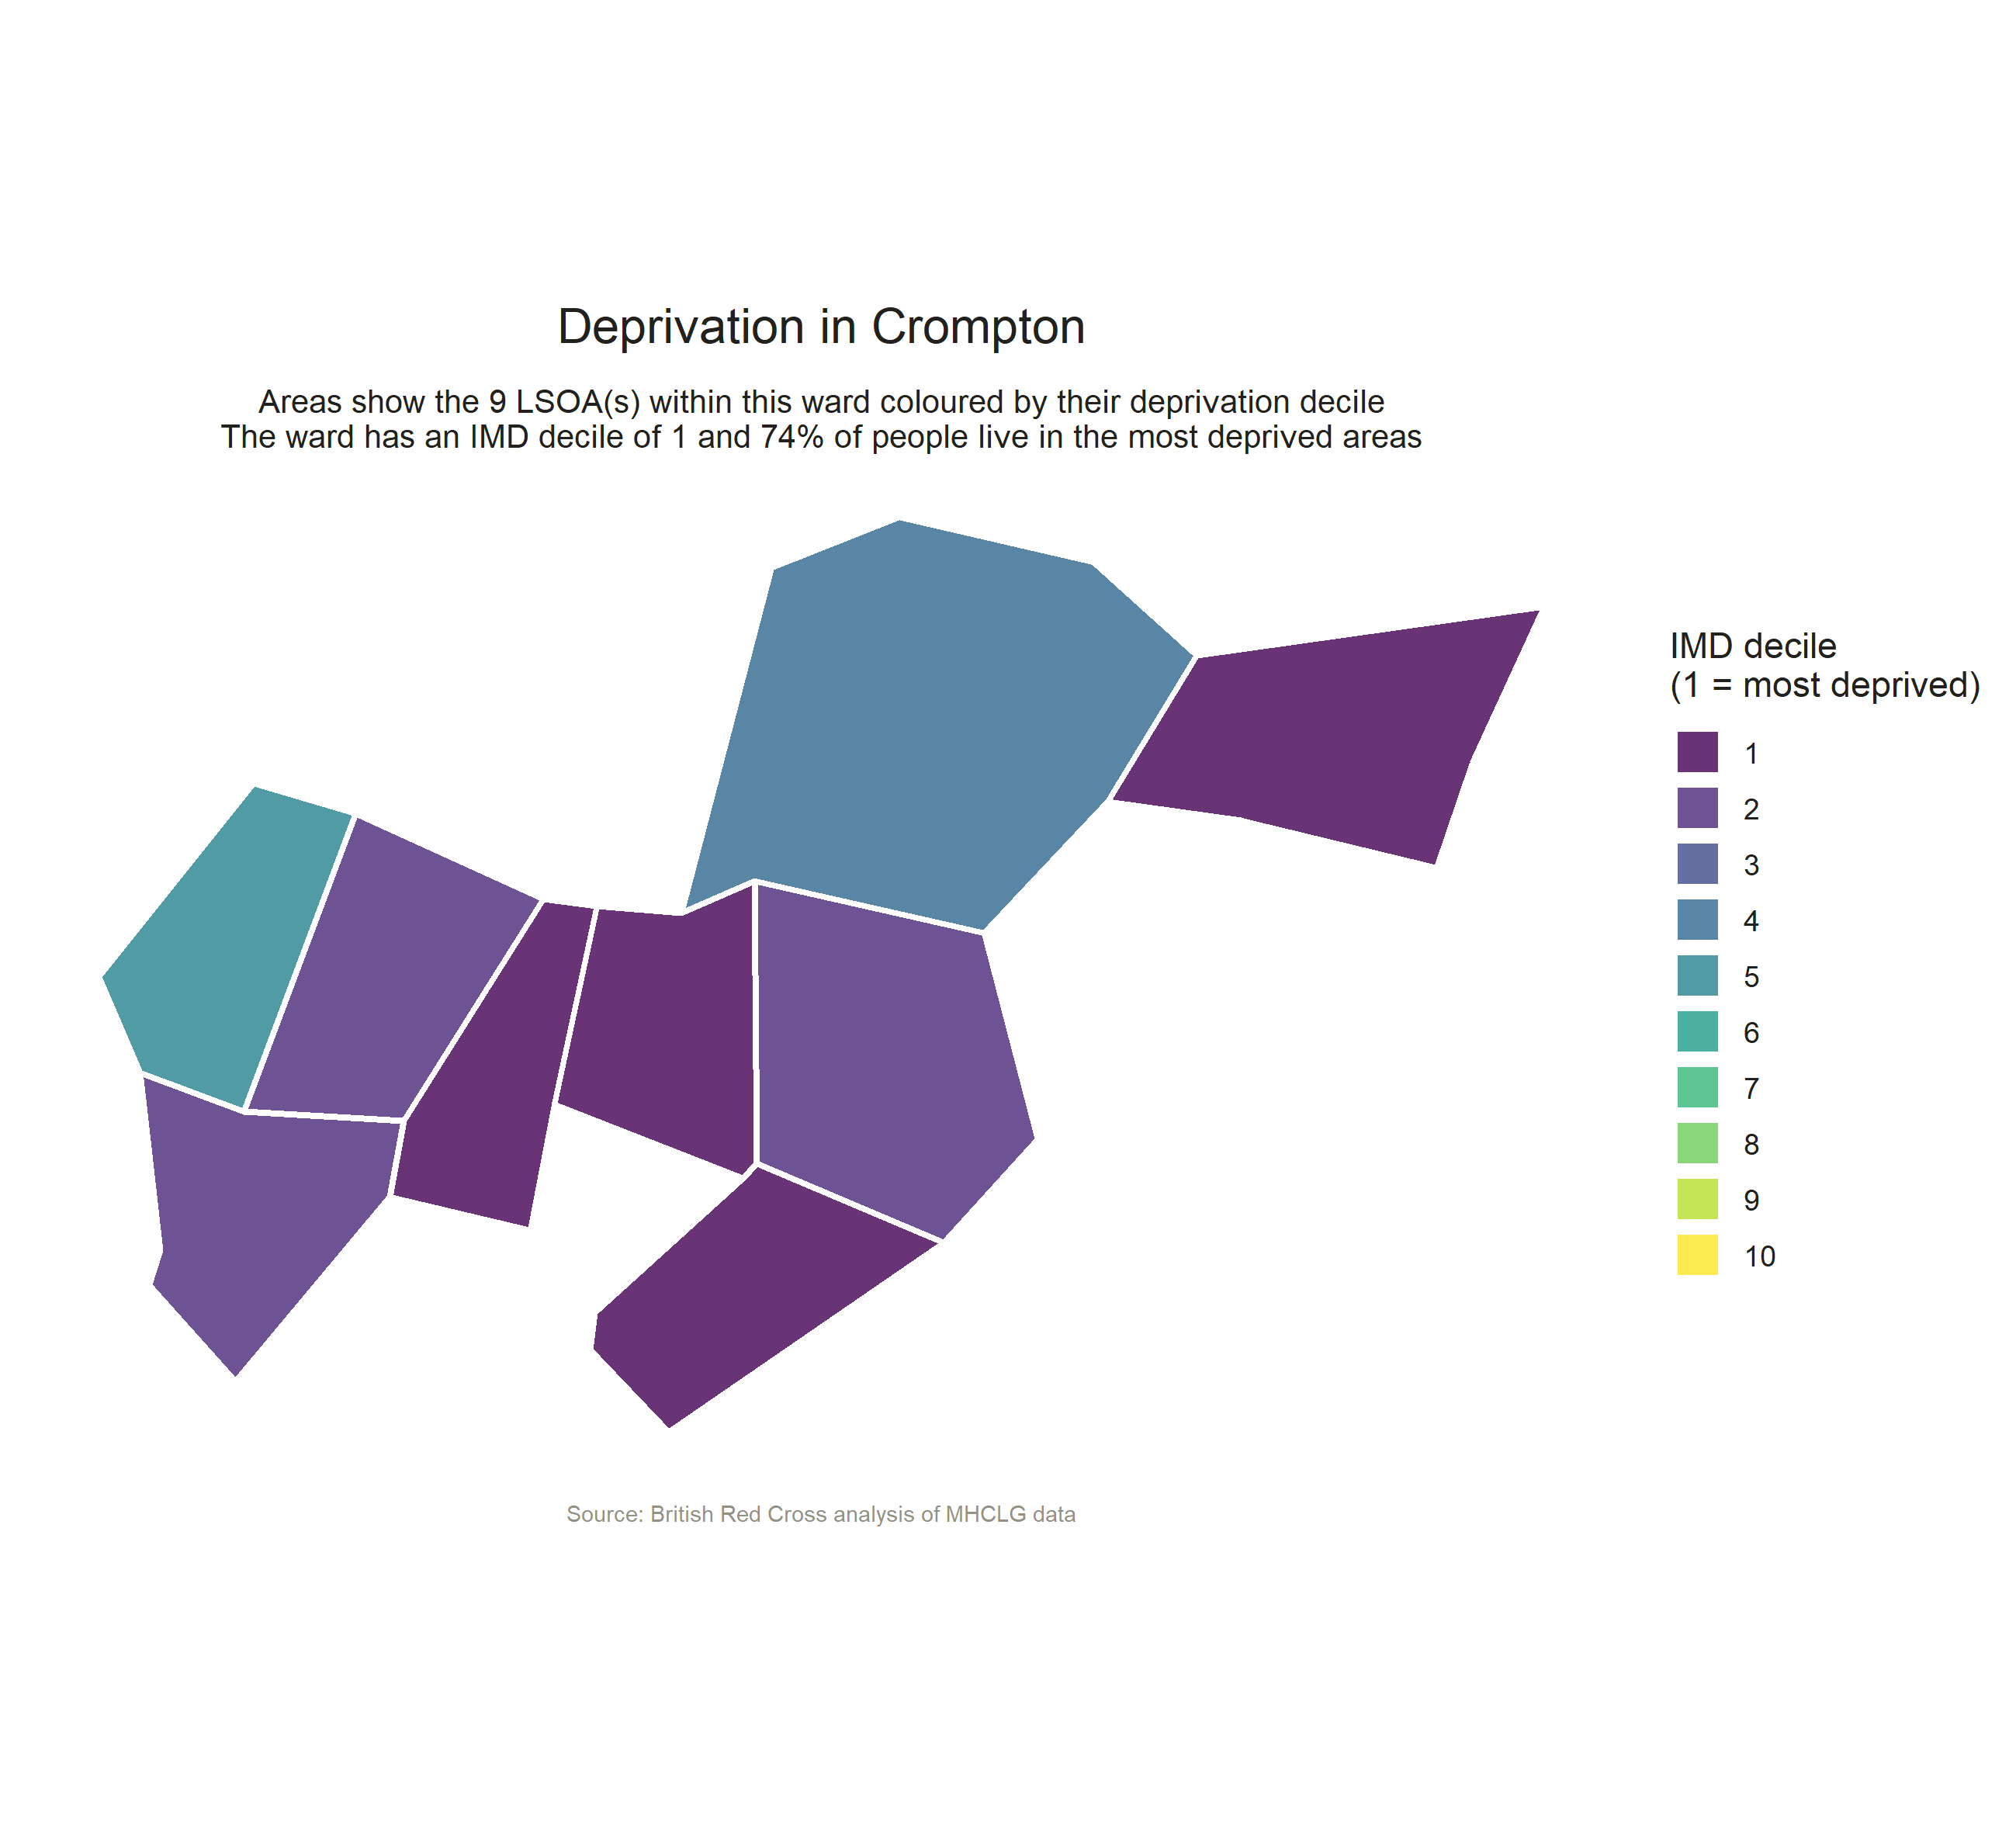 Deprivation in Crompton
Areas show the 9 LSOA(s) within this ward coloured by their deprivation decile
The ward has an IMD decile of 1 and 74% of people live in the most deprived areas
IMD decile
(1 = most deprived)
1
2
3
4
5
6
7
8
9
10
Source: British Red Cross analysis of MHCLG data